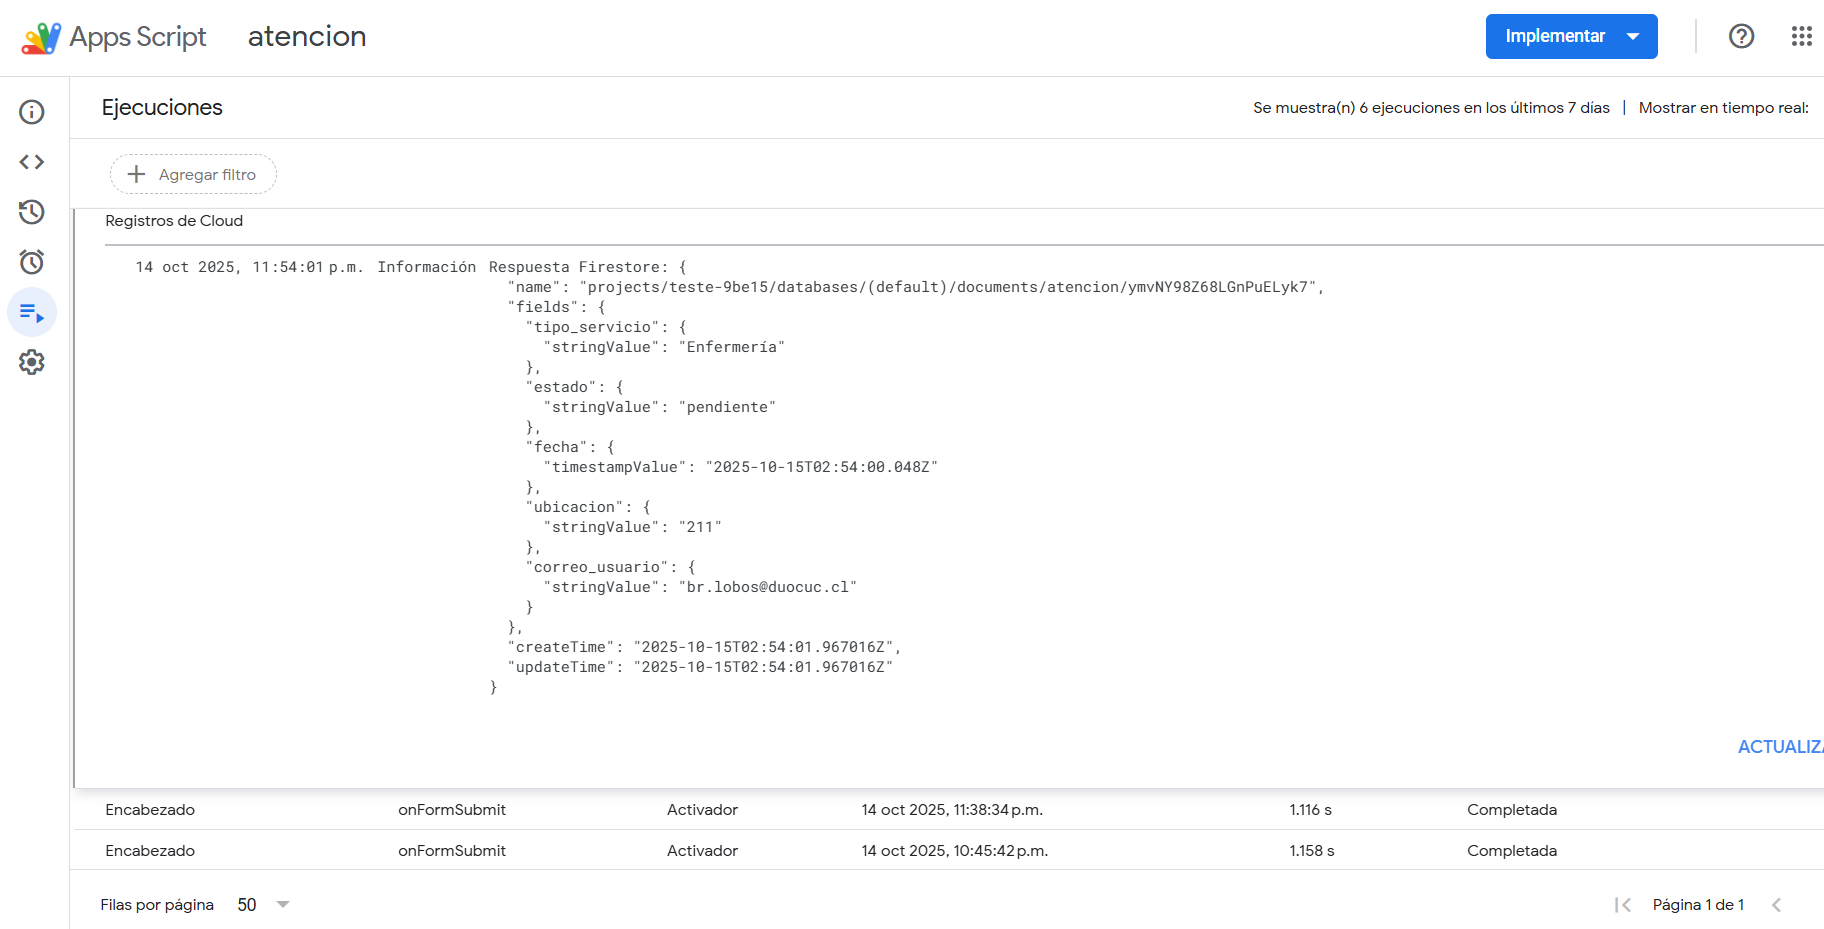 Apps Script atencion Implementar
Ejecuciones Se muestra(n) 6 ejecuciones en los últimos 7 días | Mostrar en tiempo real:
Agregar filtro
Registros de Cloud
14 oct 2025, 11:54:01 p.m. Información Respuesta Firestore: {
"name": "projects/teste-9be15/databases/(default)/documents/atencion/ymvNY98Z68LGnPuELyk7",
"fields": {
"tipo_servicio": {
"stringValue": "Enfermería"
},
"estado": {
"stringValue": "pendiente"
},
"fecha": {
"timestampValue": "2025-10-15T02:54:00.048Z"
},
"ubicacion": {
"stringValue": "211"
},
"correo_usuario": {
"stringValue": "br.lobos@duocuc.cl"
}
},
"createTime": "2025-10-15T02:54:01.967016Z",
"updateTime": "2025-10-15T02:54:01.967016Z"
}
ACTUALIZA
Encabezado onFormSubmit Activador 14 oct 2025, 11:38:34 p.m. 1.116 s Completada
Encabezado onFormSubmit Activador 14 oct 2025, 10:45:42 p.m. 1.158 s Completada
Filas por página 50 Página 1 de 1